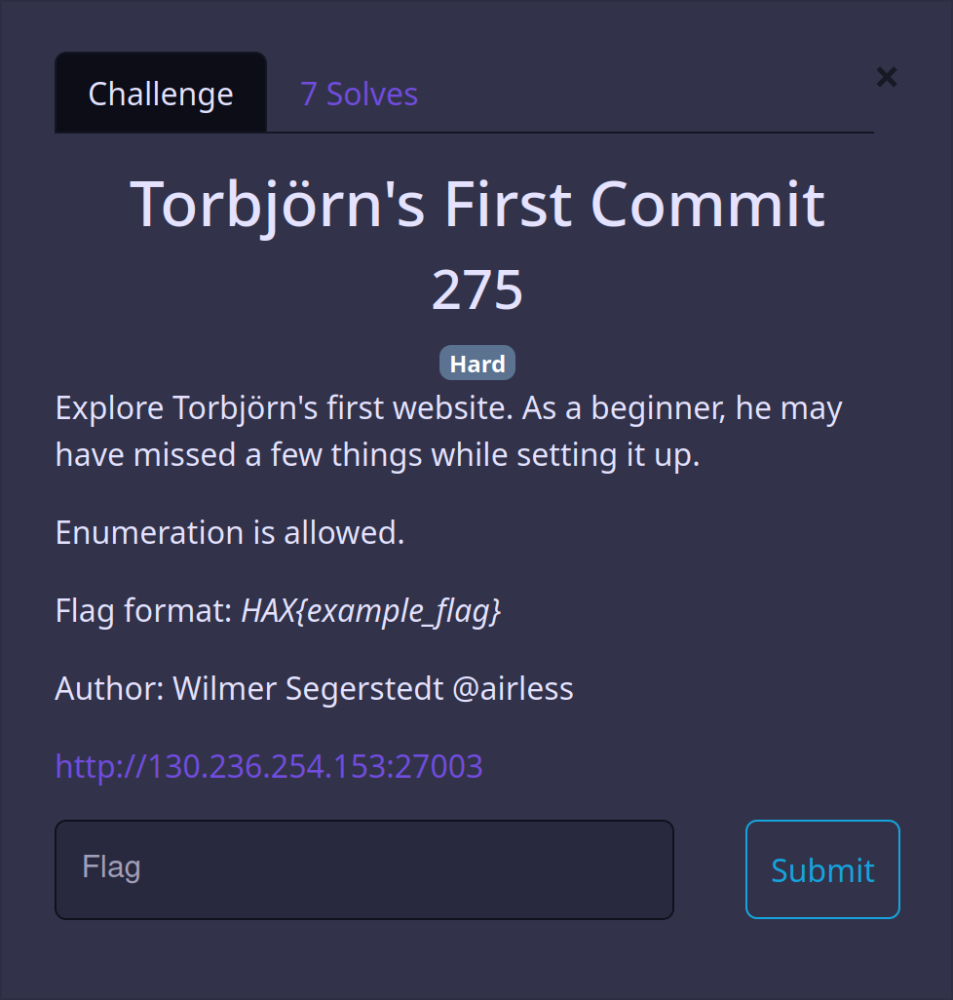 Challenge
7 Solves
×
Torbjörn's First Commit
275
Hard
Explore Torbjörn's first website. As a beginner, he may
have missed a few things while setting it up.
Enumeration is allowed.
Flag format: HAX{example_flag}
Author: Wilmer Segerstedt @airless
http://130.236.254.153:27003
Flag
Submit